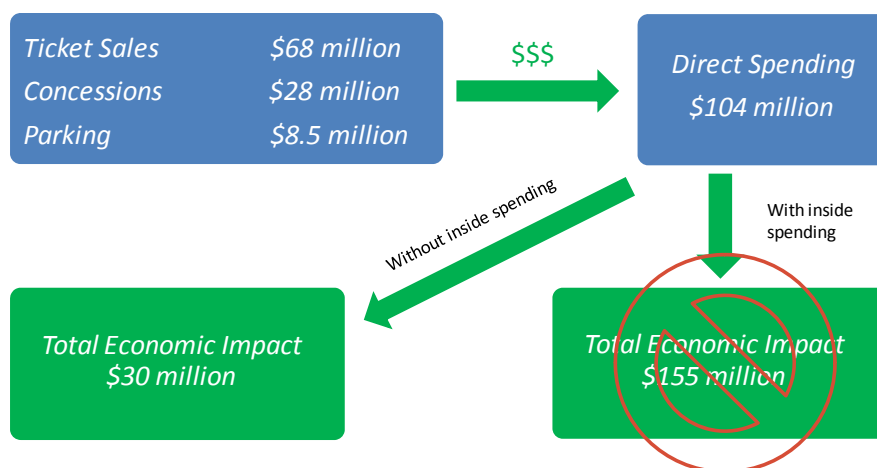 Ticket Sales $68 million
Concessions $28 million
Parking $8.5 million
$$$
Direct Spending
$104 million
Without inside spending
With inside
spending
Total Economic Impact
$30 million
Total Economic Impact
$155 million